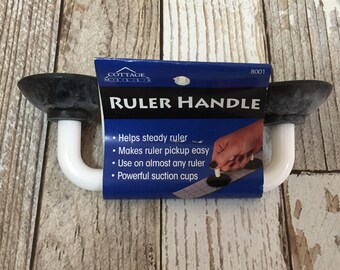 COTTAGE
MILLS
8001
RULER HANDLE
• Helps steady ruler
• Makes ruler pickup easy
• Use on almost any ruler
• Powerful suction cups